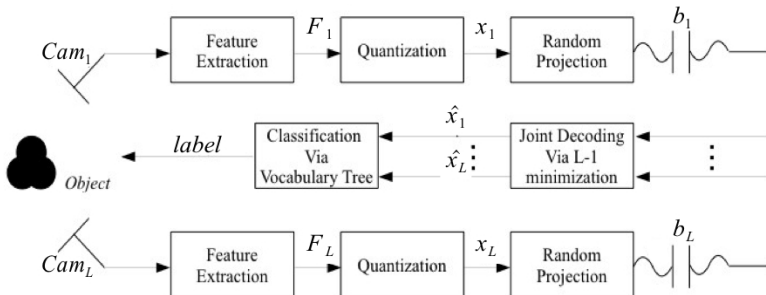 Cam₁
Feature
Extraction
F₁
Quantization
x₁
Random
Projection
b₁
Object
label
Classification
Via
Vocabulary Tree
x̂₁
⋮
x̂L
Joint Decoding
Via L-1
minimization
⋮
CamL
Feature
Extraction
FL
Quantization
xL
Random
Projection
bL